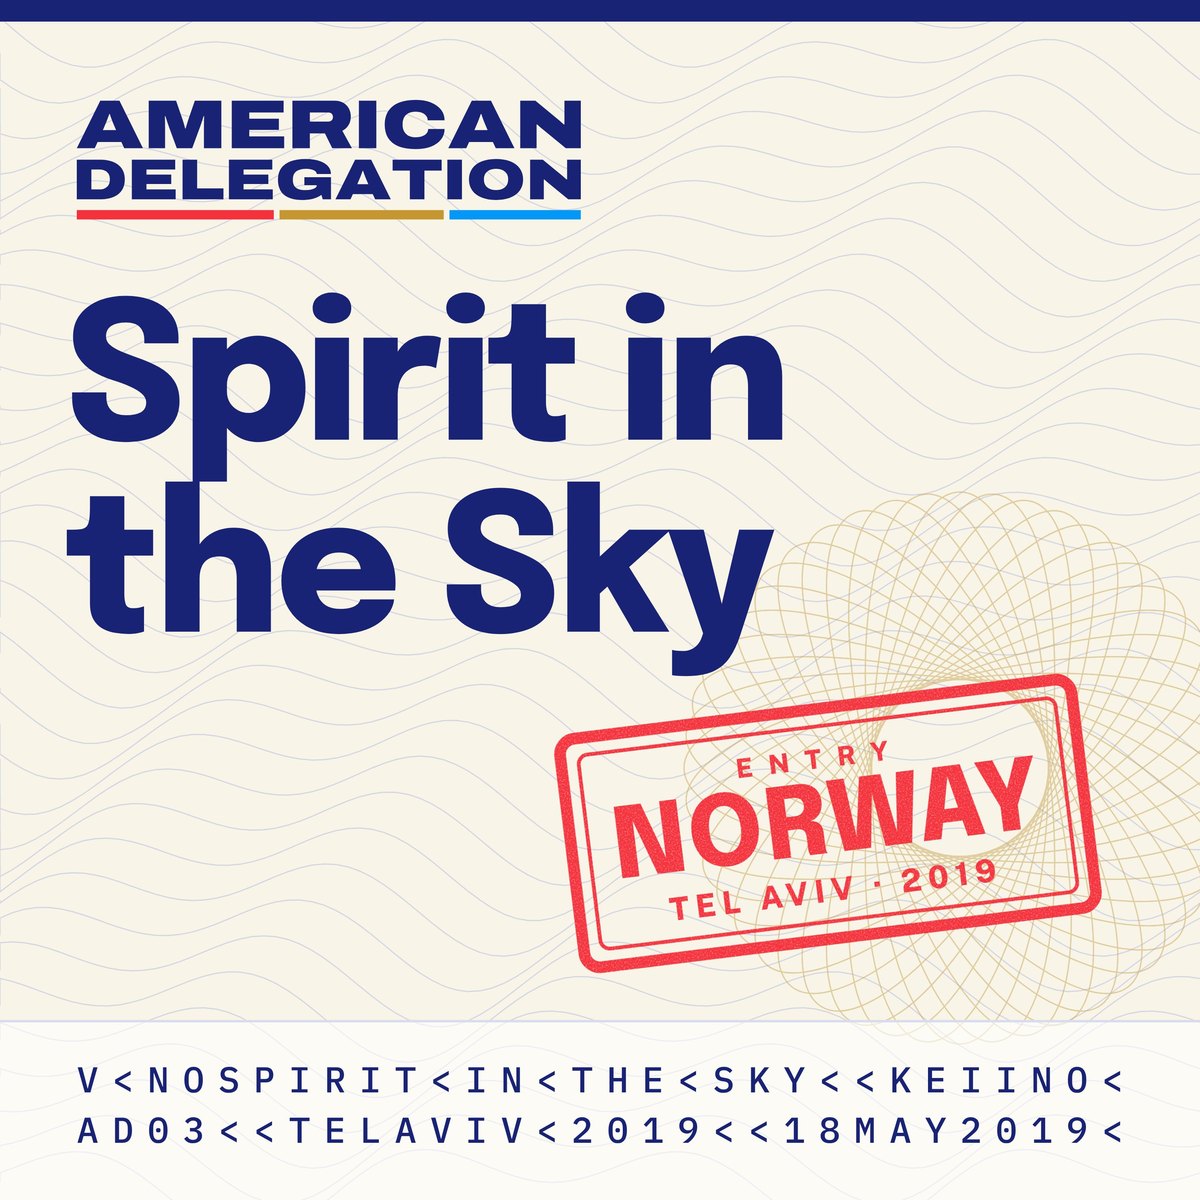 AMERICAN
DELEGATION
Spirit in
the Sky
ENTRY
NORWAY
TEL AVIV · 2019
V<NOSPIRIT<IN<THE<SKY<<KEIINO<
AD03<<TELAVIV<2019<<18MAY2019<